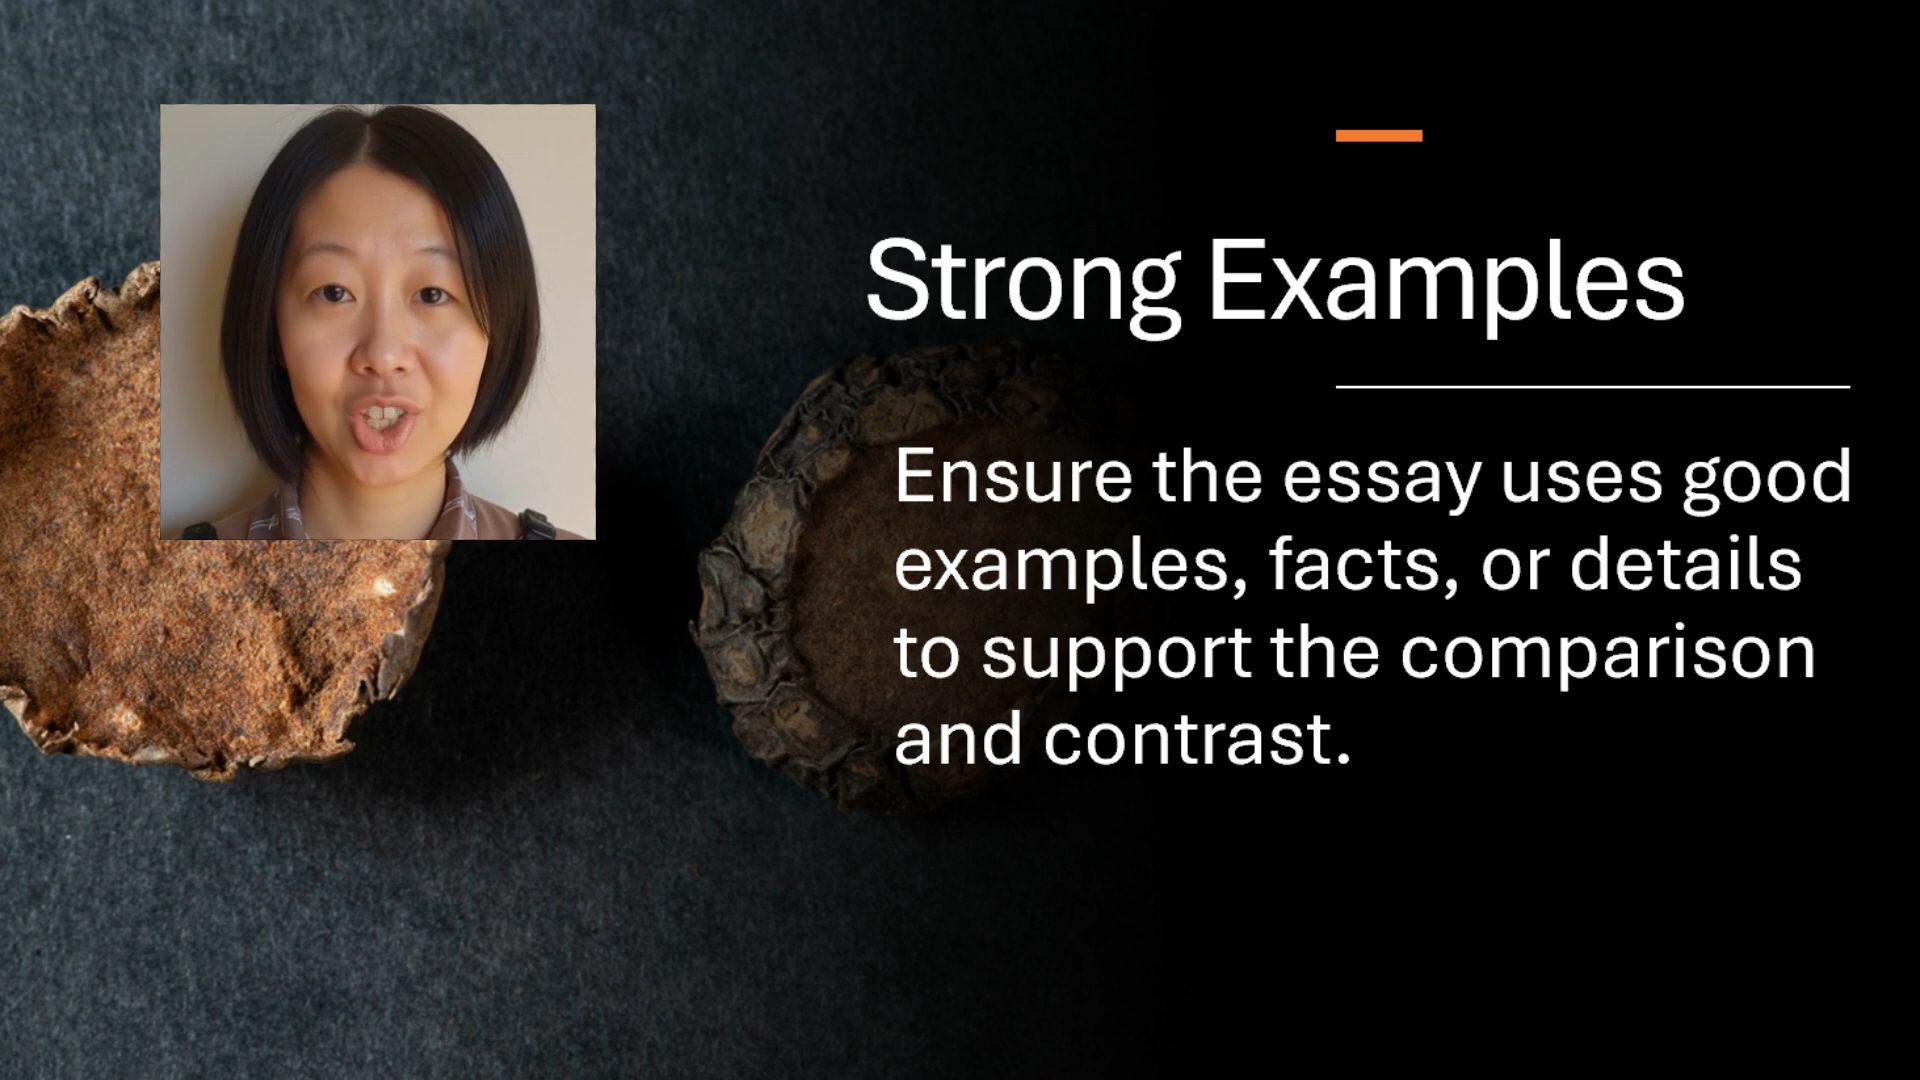 Strong Examples
Ensure the essay uses good
examples, facts, or details
to support the comparison
and contrast.